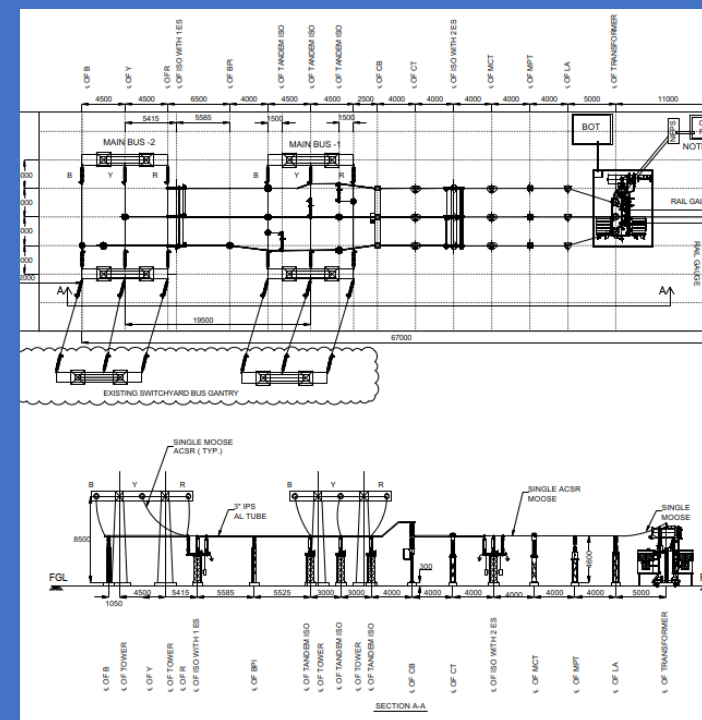 ℄ OF B
℄ OF Y
℄ OF R
℄ OF ISO WITH 1 ES
℄ OF BPI
℄ OF TANDEM ISO
℄ OF TANDEM ISO
℄ OF TANDEM ISO
℄ OF CB
℄ OF CT
℄ OF ISO WITH 2 ES
℄ OF MCT
℄ OF MPT
℄ OF LA
℄ OF TRANSFORMER
4500 4500 6500 4000 4500 4500 2500 4000 4000 4000 4000 4000 5000 11000
5415 5585 1500 1500
BOT
NIFPS
MAIN BUS -2 MAIN BUS -1
B Y R B Y R
RAIL GAUGE
A A
19500
67000
EXISTING SWITCHYARD BUS GANTRY
SINGLE MOOSE
ACSR ( TYP.)
B Y R B Y R
3" IPS
AL TUBE
SINGLE ACSR
MOOSE
SINGLE
MOOSE
8500
4600
300
FGL
1050 4500 5415 5585 5525 3000 3000 4000 4000 4000 4000 4000 4000 5000
℄ OF B
℄ OF TOWER
℄ OF Y
℄ OF TOWER
℄ OF R
℄ OF ISO WITH 1 ES
℄ OF BPI
℄ OF TANDEM ISO
℄ OF TOWER
℄ OF TANDEM ISO
℄ OF TOWER
℄ OF TANDEM ISO
℄ OF CB
℄ OF CT
℄ OF ISO WITH 2 ES
℄ OF MCT
℄ OF MPT
℄ OF LA
℄ OF TRANSFORMER
SECTION A-A